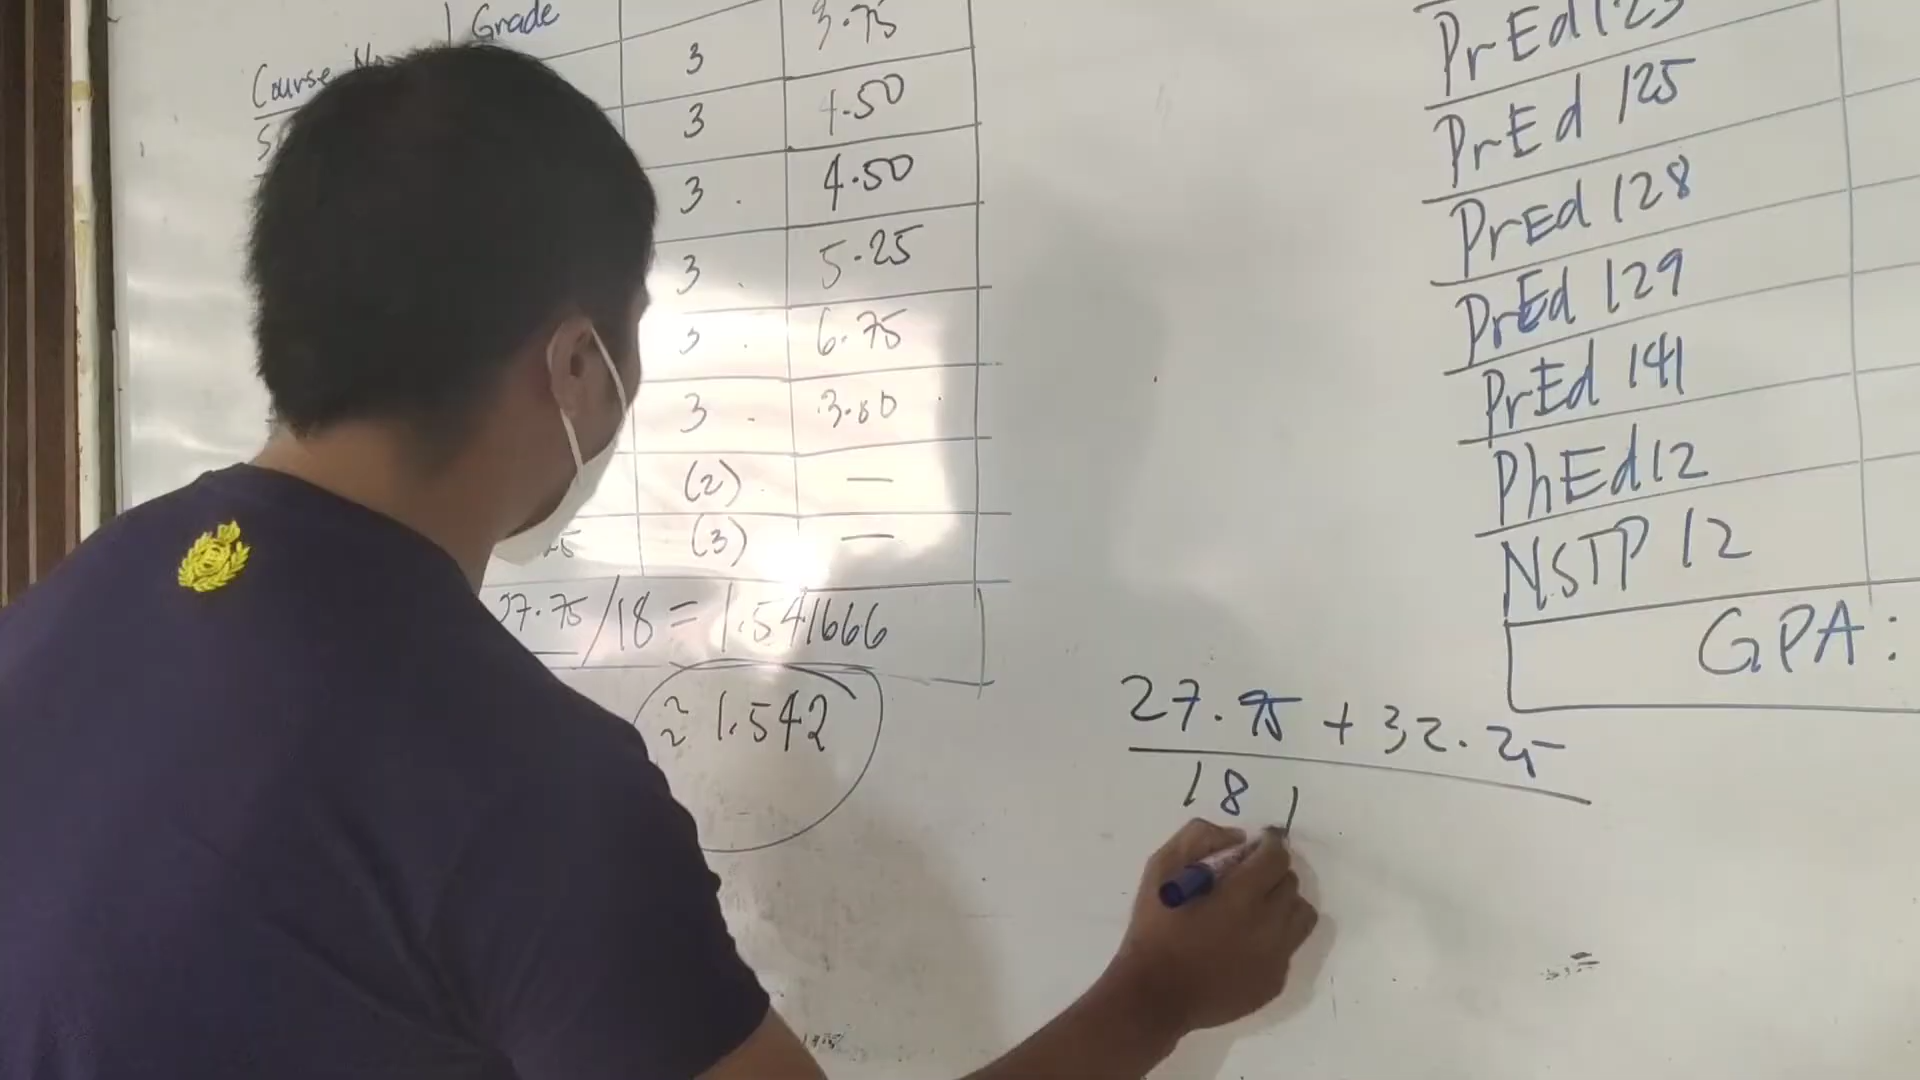 Grade
Course No.
3 3.75
3 4.50
3 4.50
3 5.25
3 6.75
3 3.00
(2) —
(3) —
27.75/18 = 1.541666
≈ 1.542
PrEd 123
PrEd 125
PrEd 128
PrEd 129
PrEd 141
PhEd 12
NSTP 12
GPA:
27.75 + 32.25
18